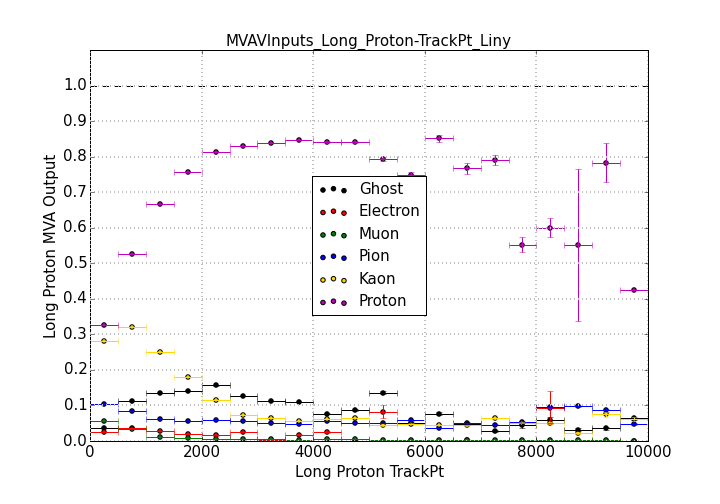 MVAVInputs_Long_Proton-TrackPt_Liny
1.0
0.9
0.8
0.7
0.6
0.5
0.4
0.3
0.2
0.1
0.0
Long Proton MVA Output
Ghost
Electron
Muon
Pion
Kaon
Proton
0 2000 4000 6000 8000 10000
Long Proton TrackPt